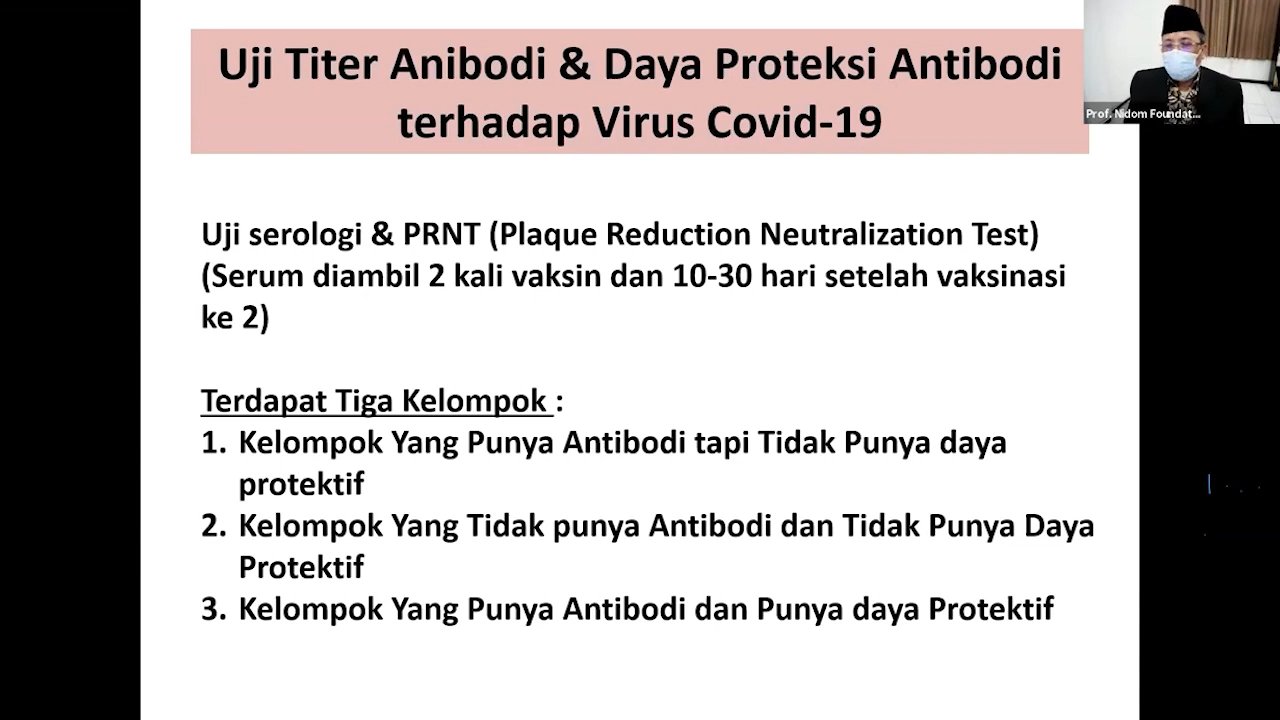 Uji Titer Anibodi & Daya Proteksi Antibodi
terhadap Virus Covid-19
Prof. Nidom Foundat...
Uji serologi & PRNT (Plaque Reduction Neutralization Test)
(Serum diambil 2 kali vaksin dan 10-30 hari setelah vaksinasi
ke 2)
Terdapat Tiga Kelompok :
1. Kelompok Yang Punya Antibodi tapi Tidak Punya daya
protektif
2. Kelompok Yang Tidak punya Antibodi dan Tidak Punya Daya
Protektif
3. Kelompok Yang Punya Antibodi dan Punya daya Protektif